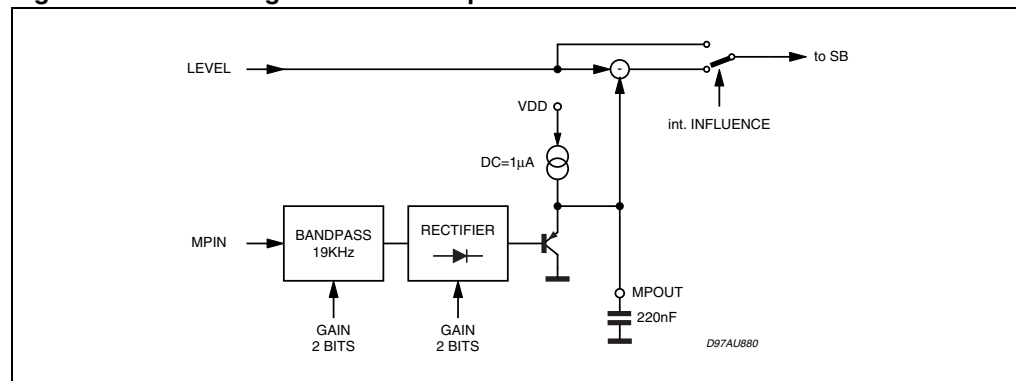 LEVEL
to SB
VDD
int. INFLUENCE
DC=1μA
MPIN
BANDPASS
19KHz
RECTIFIER
MPOUT
220nF
GAIN
2 BITS
GAIN
2 BITS
D97AU880